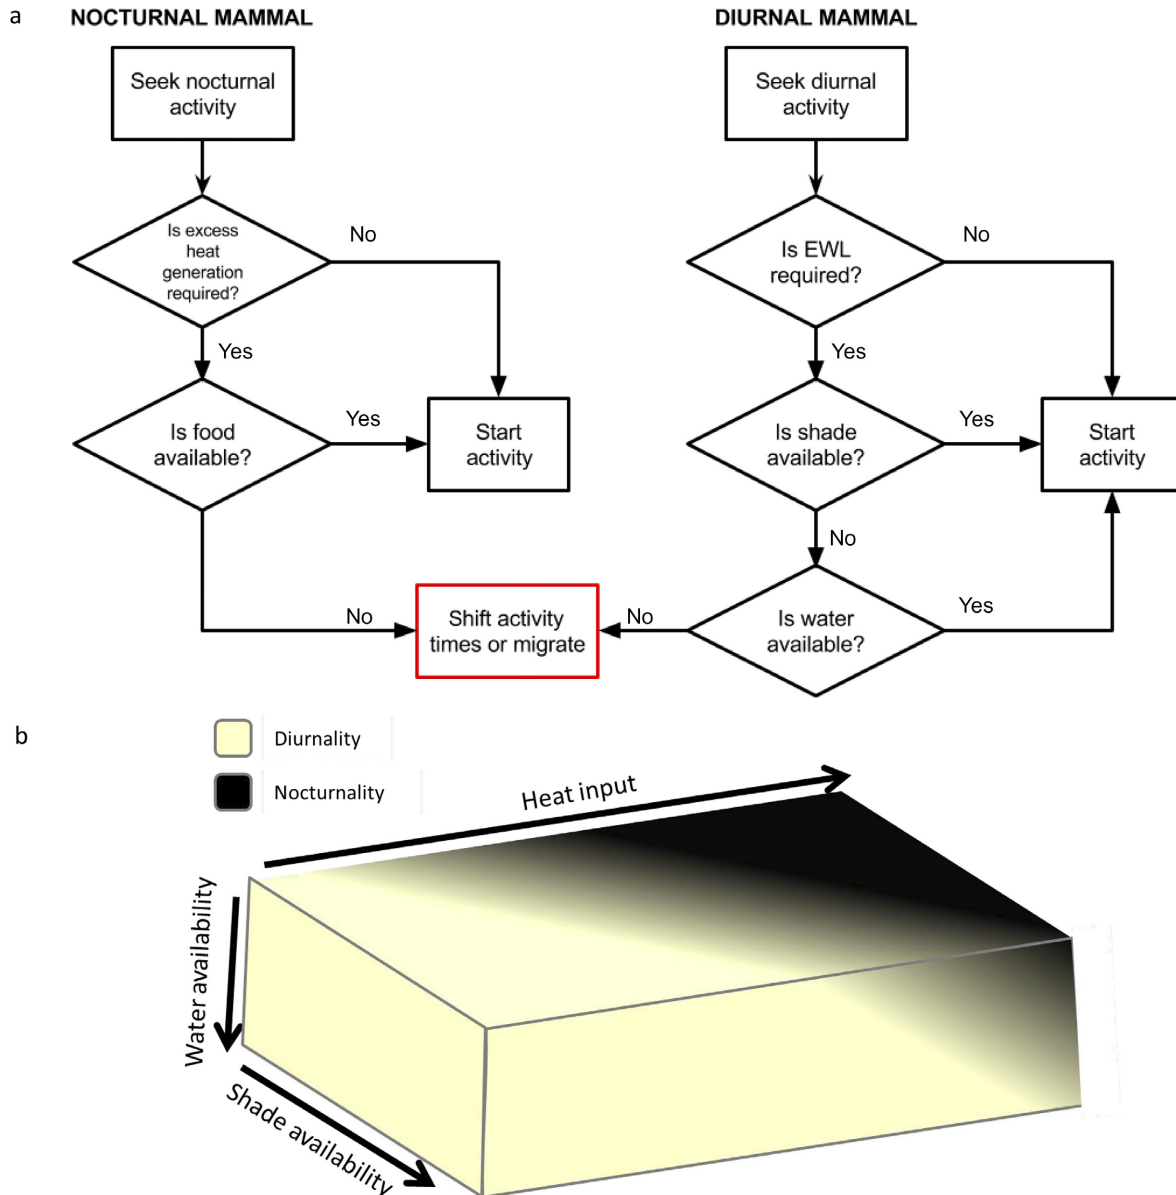 a
NOCTURNAL MAMMAL
DIURNAL MAMMAL
Seek nocturnal
activity
Seek diurnal
activity
Is excess
heat
generation
required?
No
Is EWL
required?
No
Yes
Yes
Is food
available?
Yes
Start
activity
Is shade
available?
Yes
Start
activity
No
No
Shift activity
times or migrate
No
Is water
available?
Yes
b
Diurnality
Nocturnality
Heat input
Water availability
Shade availability